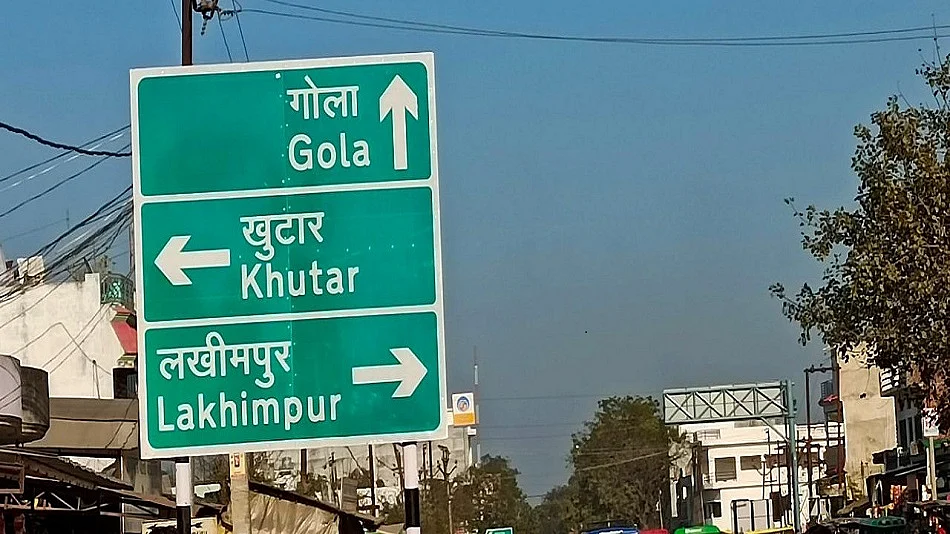 गोला
Gola
खुटार
Khutar
लखीमपुर
Lakhimpur